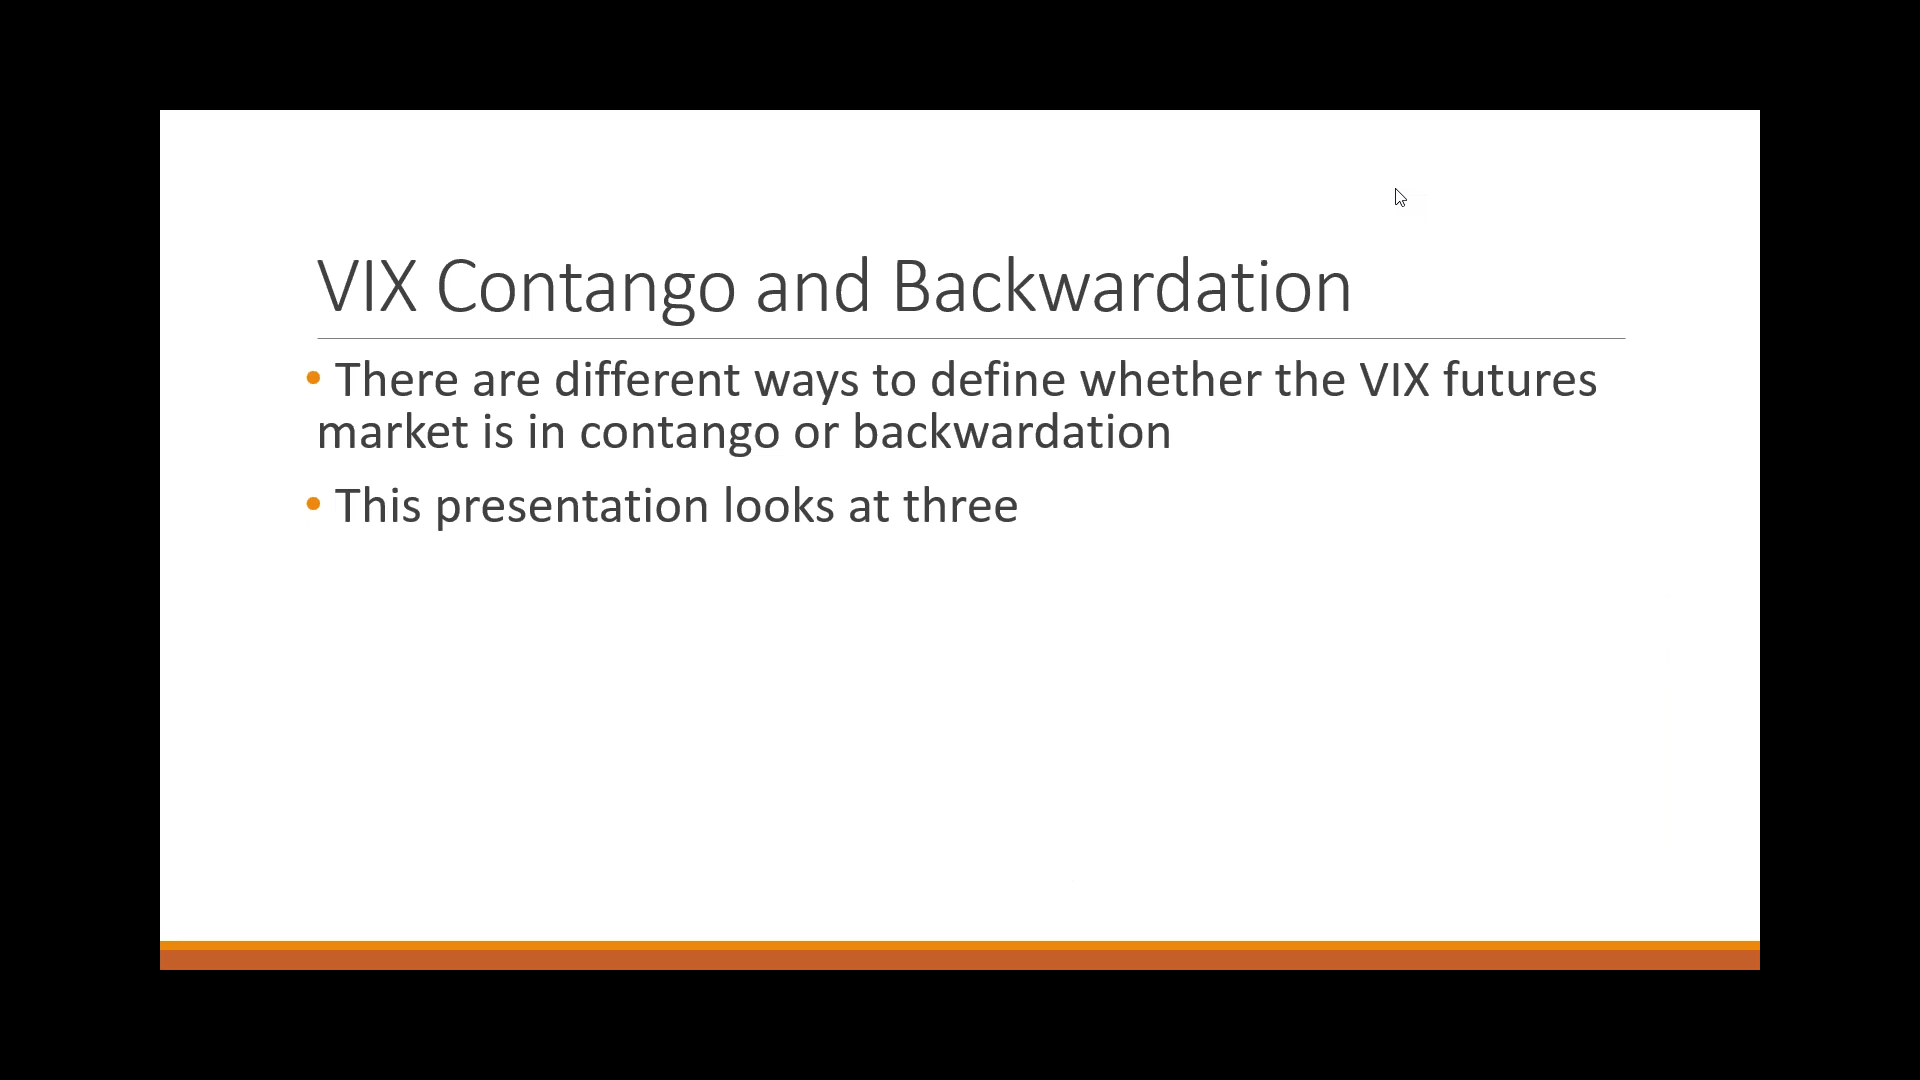 VIX Contango and Backwardation
• There are different ways to define whether the VIX futures
market is in contango or backwardation
• This presentation looks at three